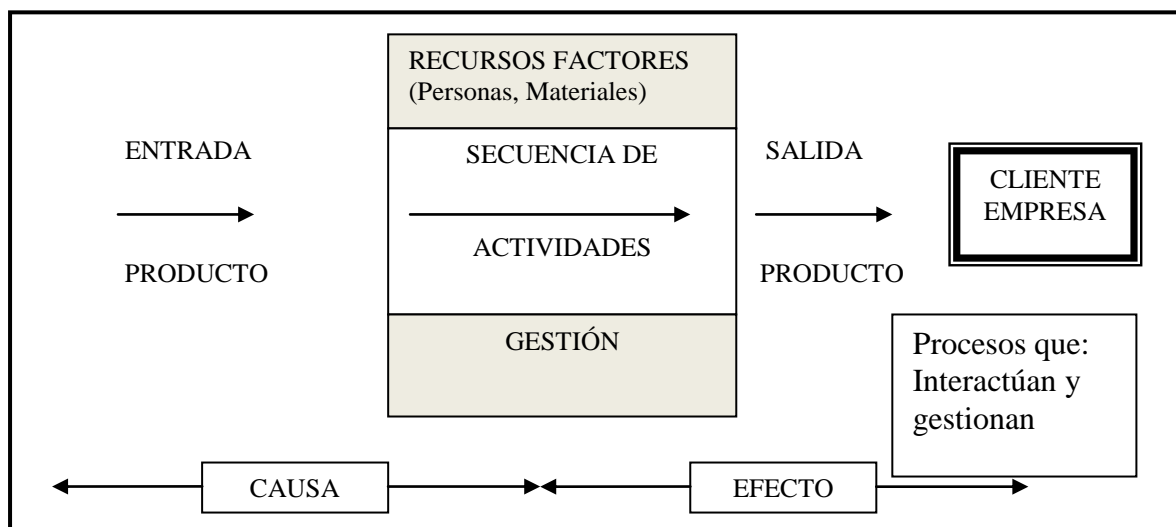 RECURSOS FACTORES
(Personas, Materiales)
ENTRADA
PRODUCTO
SECUENCIA DE
ACTIVIDADES
SALIDA
PRODUCTO
CLIENTE
EMPRESA
GESTIÓN
Procesos que:
Interactúan y
gestionan
CAUSA
EFECTO